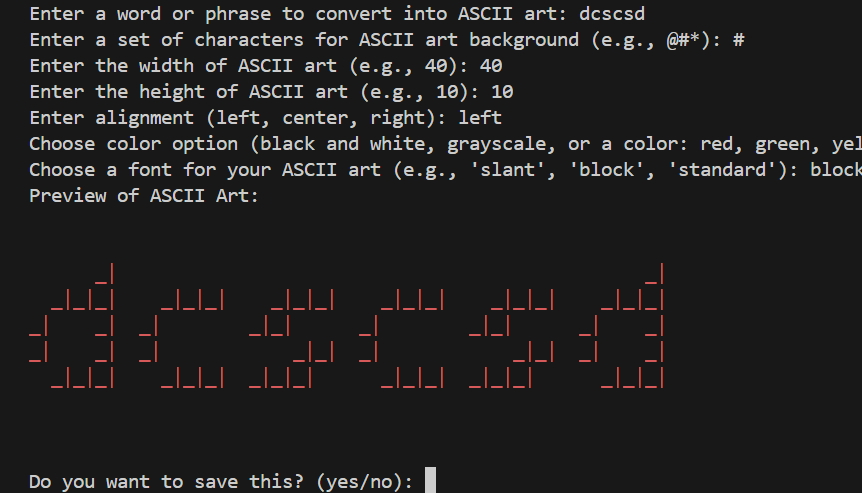 Enter a word or phrase to convert into ASCII art: dcscsd
Enter a set of characters for ASCII art background (e.g., @#*): #
Enter the width of ASCII art (e.g., 40): 40
Enter the height of ASCII art (e.g., 10): 10
Enter alignment (left, center, right): left
Choose color option (black and white, grayscale, or a color: red, green, yel
Choose a font for your ASCII art (e.g., 'slant', 'block', 'standard'): block
Preview of ASCII Art:
dcscsd
Do you want to save this? (yes/no):